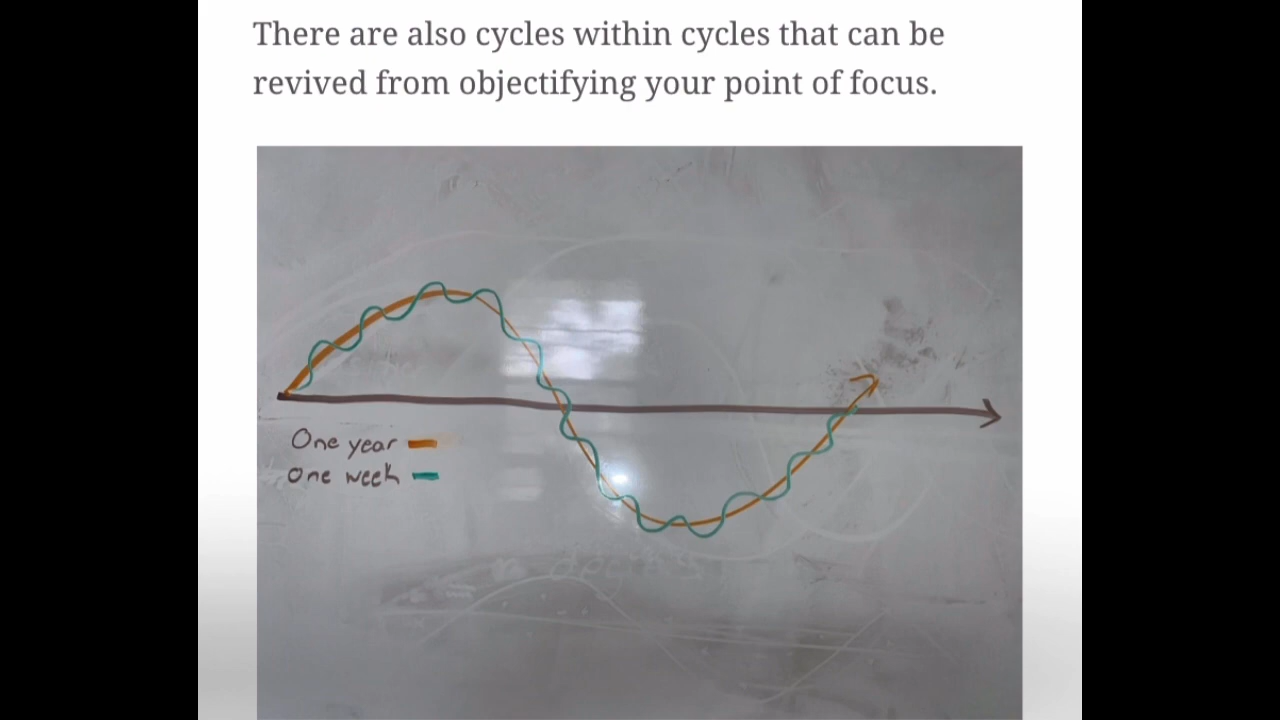 There are also cycles within cycles that can be
revived from objectifying your point of focus.
One year
One week